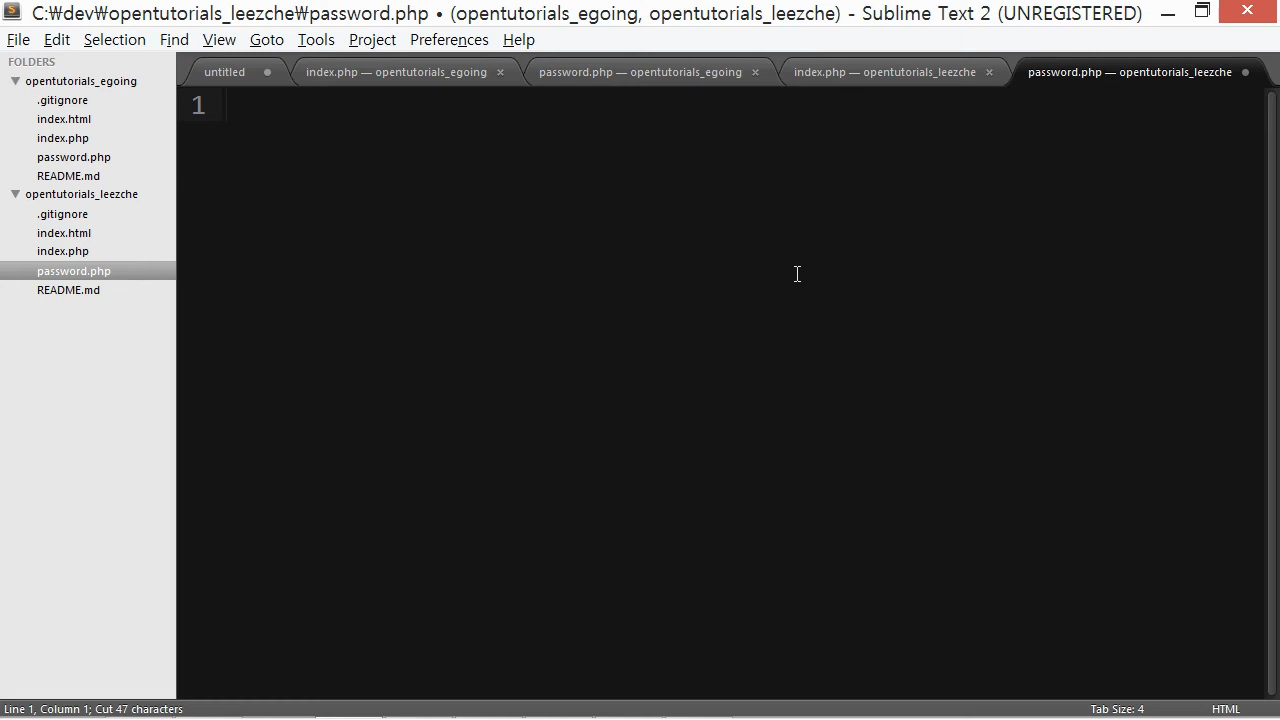 C:₩dev₩opentutorials_leezche₩password.php • (opentutorials_egoing, opentutorials_leezche) - Sublime Text 2 (UNREGISTERED)
File Edit Selection Find View Goto Tools Project Preferences Help
FOLDERS
opentutorials_egoing
.gitignore
index.html
index.php
password.php
README.md
opentutorials_leezche
.gitignore
index.html
index.php
password.php
README.md
untitled
index.php — opentutorials_egoing
password.php — opentutorials_egoing
index.php — opentutorials_leezche
password.php — opentutorials_leezche
1
Line 1, Column 1; Cut 47 characters
Tab Size: 4
HTML